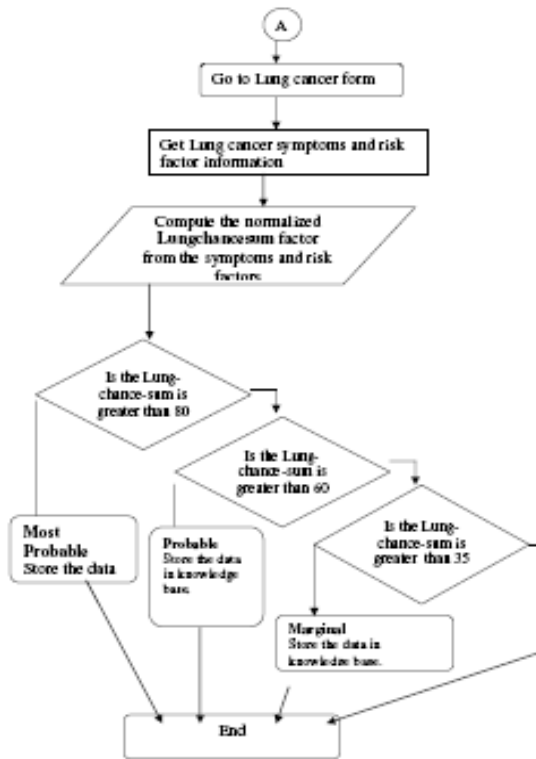 A
Go to Lung cancer form
Get Lung cancer symptoms and risk
factor information
Compute the normalized
Lungchancesum factor
from the symptoms and risk
factors
Is the Lung-
chance-sum is
greater than 80
Is the Lung-
chance-sum is
greater than 60
Is the Lung-
chance-sum is
greater than 35
Most
Probable
Store the data
Probable
Store the data
in knowledge
base.
Marginal
Store the data in
knowledge base.
End